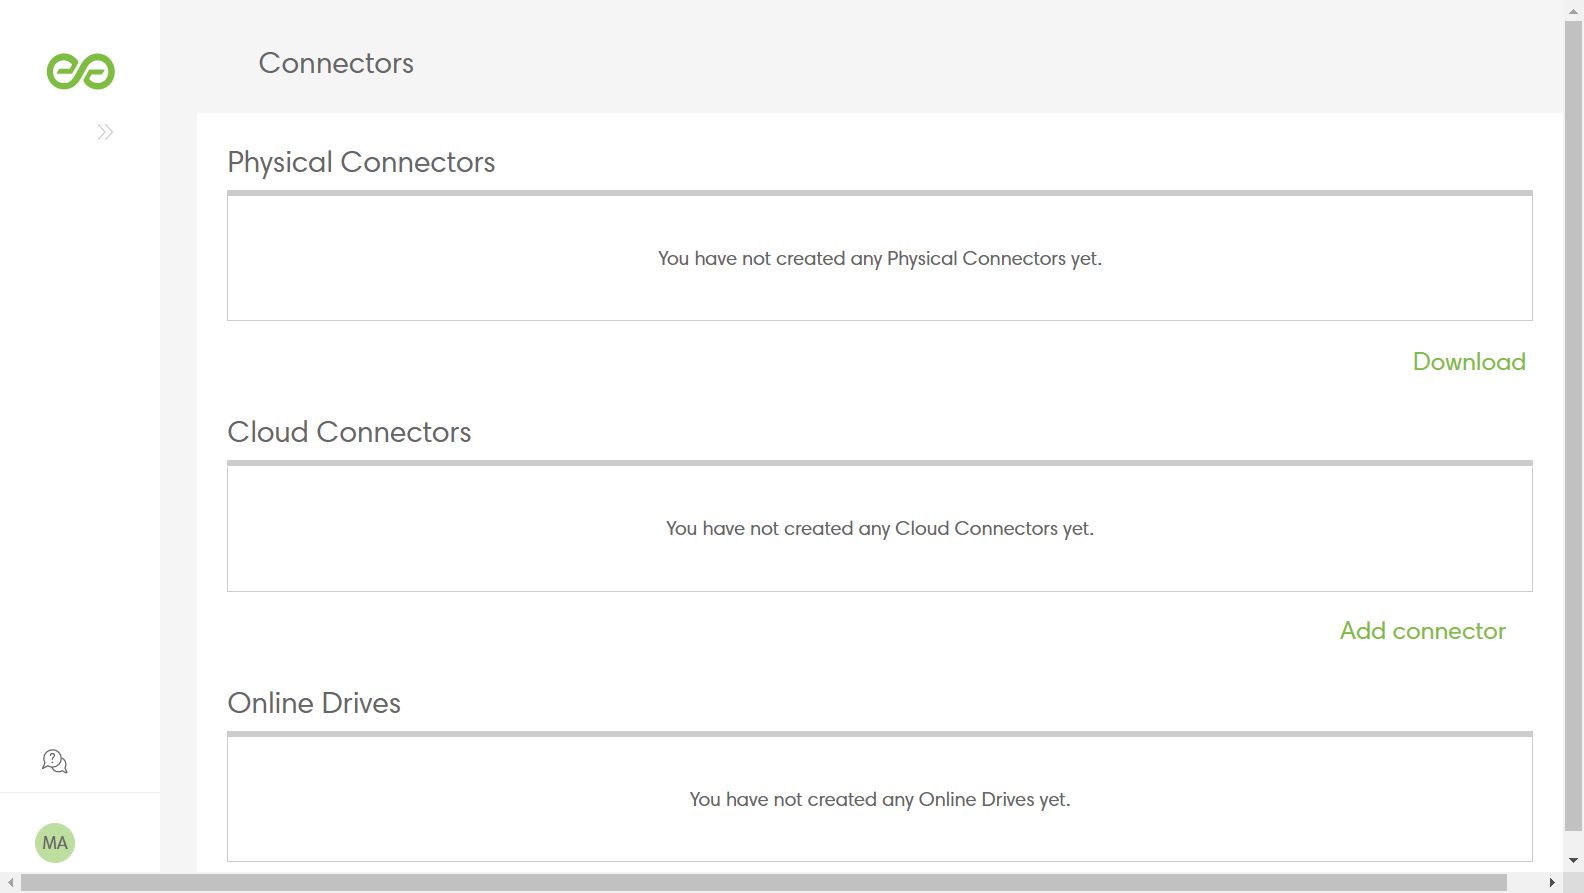 Connectors
Physical Connectors
You have not created any Physical Connectors yet.
Download
Cloud Connectors
You have not created any Cloud Connectors yet.
Add connector
Online Drives
You have not created any Online Drives yet.
?
MA